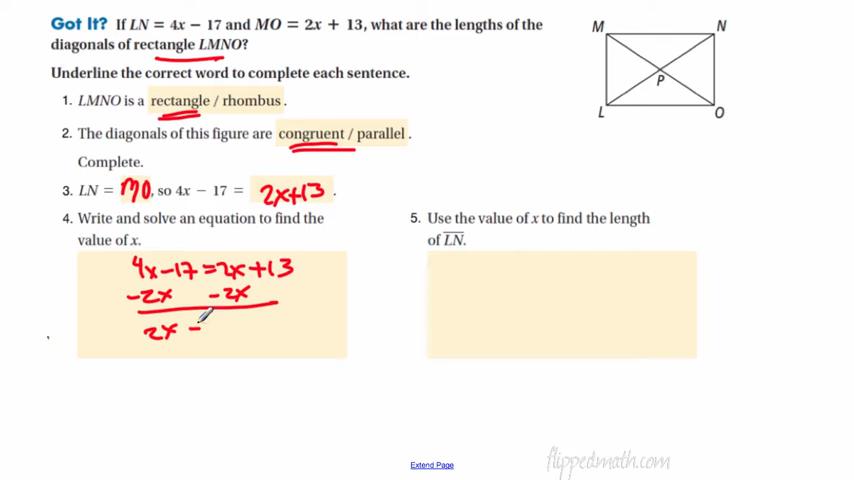 Got It? If LN = 4x − 17 and MO = 2x + 13, what are the lengths of the
diagonals of rectangle LMNO?
Underline the correct word to complete each sentence.
1. LMNO is a rectangle / rhombus .
2. The diagonals of this figure are congruent / parallel .
Complete.
3. LN = MO, so 4x − 17 = 2x+13 .
4. Write and solve an equation to find the
value of x.
4x-17=2x+13
-2x -2x
2x -
5. Use the value of x to find the length
of L̅N̅.
M N
P
L O
Extend Page
flippedmath.com